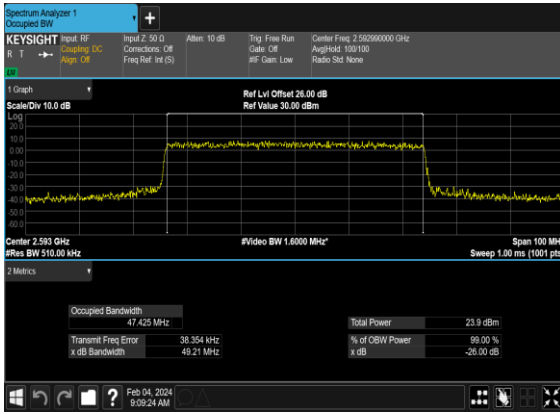 Spectrum Analyzer 1
Occupied BW
+
KEYSIGHT
R T
LV
Input: RF
Coupling: DC
Align: Off
Input Z: 50 Ω
Corrections: Off
Freq Ref: Int (S)
Atten: 10 dB
Trig: Free Run
Gate: Off
#IF Gain: Low
Center Freq: 2.592990000 GHz
Avg|Hold: 100/100
Radio Std: None
1 Graph
Scale/Div 10.0 dB
Ref Lvl Offset 26.00 dB
Ref Value 30.00 dBm
Log
20.0
10.0
0.00
-10.0
-20.0
-30.0
-40.0
-50.0
-60.0
Center 2.593 GHz
#Video BW 1.6000 MHz*
Span 100 MH
#Res BW 510.00 kHz
Sweep 1.00 ms (1001 pts
2 Metrics
Occupied Bandwidth
47.425 MHz
Total Power 23.9 dBm
Transmit Freq Error 38.354 kHz
% of OBW Power 99.00 %
x dB Bandwidth 49.21 MHz
x dB -26.00 dB
?
Feb 04, 2024
9:09:24 AM